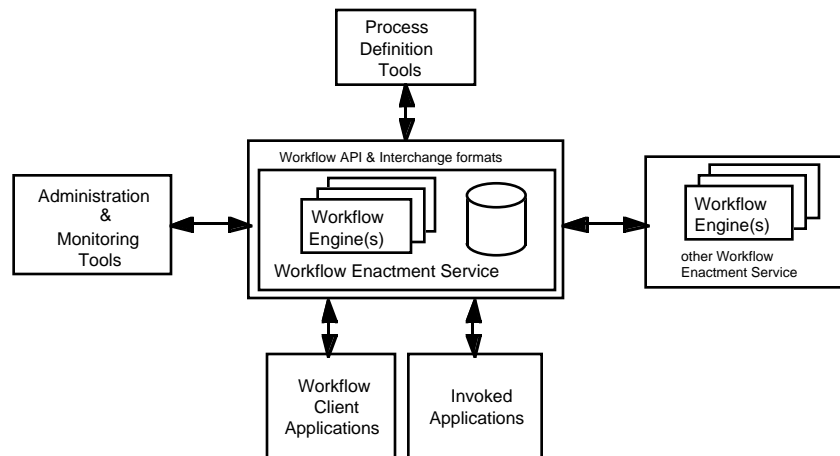 Process
Definition
Tools
Workflow API & Interchange formats
Administration
&
Monitoring
Tools
Workflow
Engine(s)
Workflow Enactment Service
Workflow
Engine(s)
other Workflow
Enactment Service
Workflow
Client
Applications
Invoked
Applications